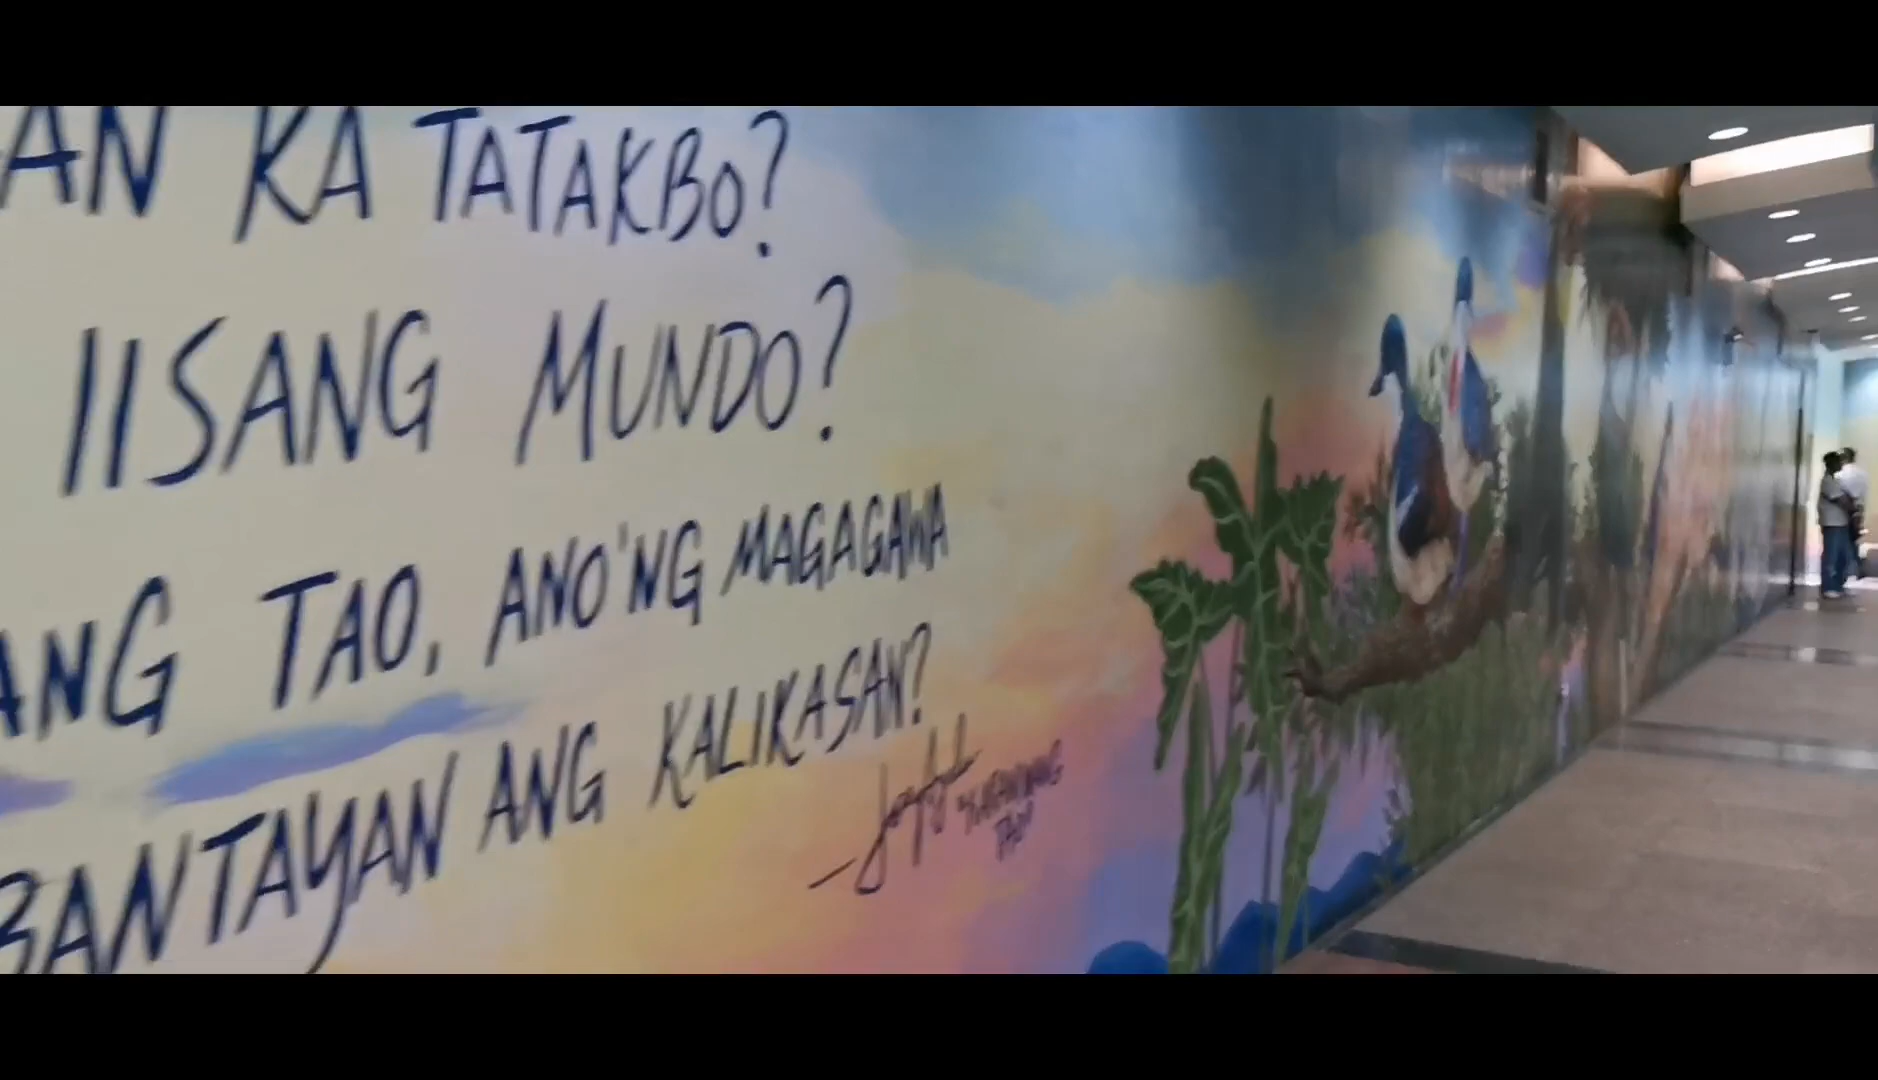 AN KA TATAKBO?
IISANG MUNDO?
ANG TAO, ANO'NG MAGAGAWA
BANTAYAN ANG KALIKASAN?